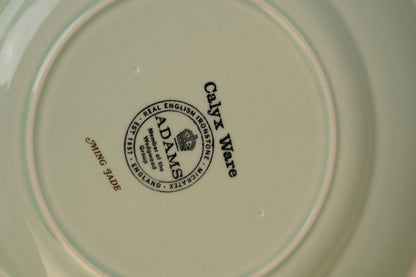 Calyx Ware
REAL ENGLISH IRONSTONE · MICRATEX · ENGLAND · EST 1657 ·
ADAMS
Member of the
Wedgwood
Group
MING JADE